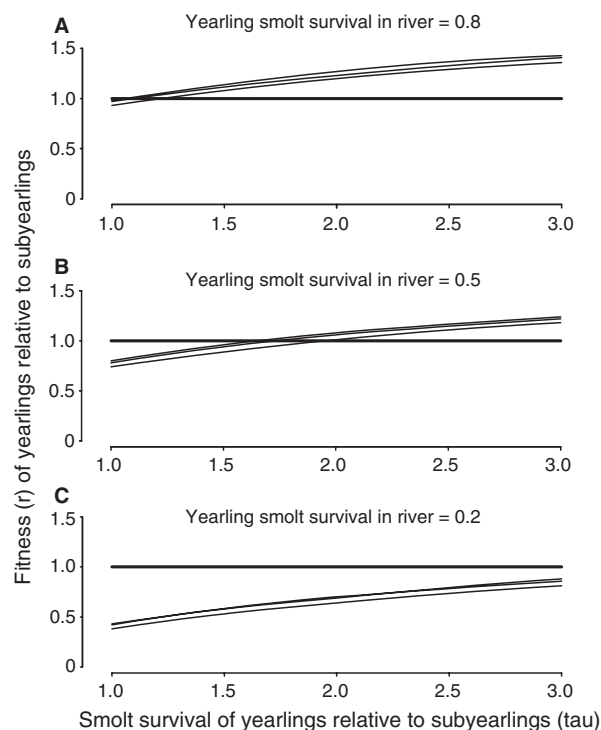 A
Yearling smolt survival in river = 0.8
1.5
1.0
0.5
0
1.0 1.5 2.0 2.5 3.0
Fitness (r) of yearlings relative to subyearlings
B
Yearling smolt survival in river = 0.5
1.5
1.0
0.5
0
1.0 1.5 2.0 2.5 3.0
C
Yearling smolt survival in river = 0.2
1.5
1.0
0.5
0
1.0 1.5 2.0 2.5 3.0
Smolt survival of yearlings relative to subyearlings (tau)